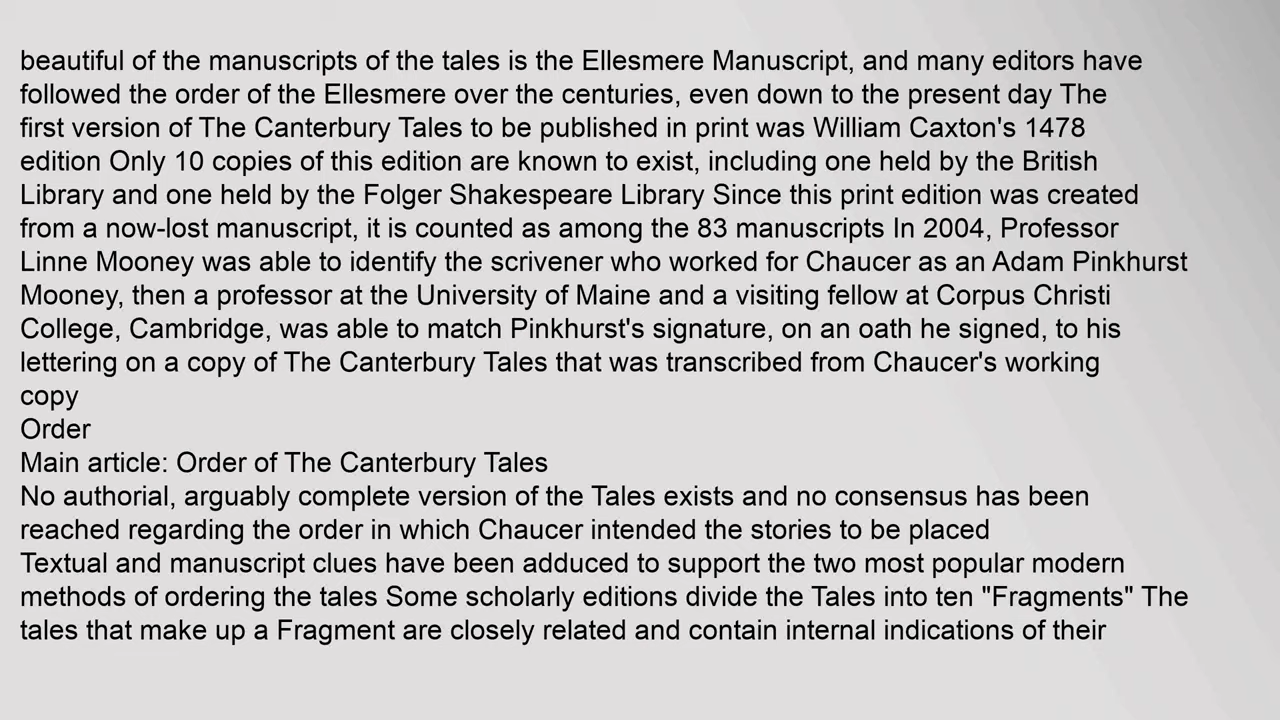 beautiful of the manuscripts of the tales is the Ellesmere Manuscript, and many editors have
followed the order of the Ellesmere over the centuries, even down to the present day The
first version of The Canterbury Tales to be published in print was William Caxton's 1478
edition Only 10 copies of this edition are known to exist, including one held by the British
Library and one held by the Folger Shakespeare Library Since this print edition was created
from a now-lost manuscript, it is counted as among the 83 manuscripts In 2004, Professor
Linne Mooney was able to identify the scrivener who worked for Chaucer as an Adam Pinkhurst
Mooney, then a professor at the University of Maine and a visiting fellow at Corpus Christi
College, Cambridge, was able to match Pinkhurst's signature, on an oath he signed, to his
lettering on a copy of The Canterbury Tales that was transcribed from Chaucer's working
copy
Order
Main article: Order of The Canterbury Tales
No authorial, arguably complete version of the Tales exists and no consensus has been
reached regarding the order in which Chaucer intended the stories to be placed
Textual and manuscript clues have been adduced to support the two most popular modern
methods of ordering the tales Some scholarly editions divide the Tales into ten "Fragments" The
tales that make up a Fragment are closely related and contain internal indications of their